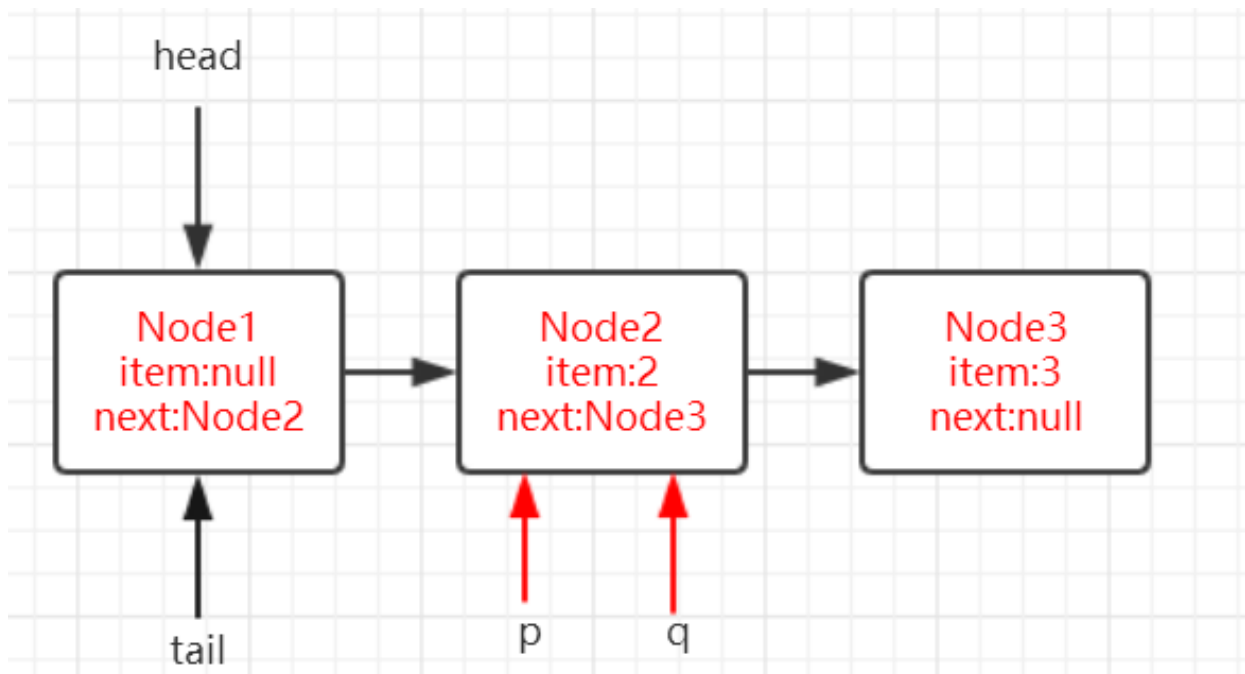 head
Node1
item:null
next:Node2
Node2
item:2
next:Node3
Node3
item:3
next:null
tail
p
q